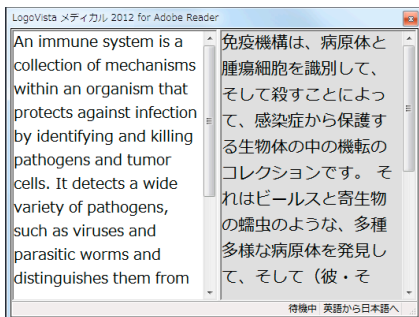 LogoVista メディカル 2012 for Adobe Reader
An immune system is a
collection of mechanisms
within an organism that
protects against infection
by identifying and killing
pathogens and tumor
cells. It detects a wide
variety of pathogens,
such as viruses and
parasitic worms and
distinguishes them from
免疫機構は、病原体と
腫瘍細胞を識別して、
そして殺すことによっ
て、感染症から保護す
る生物体の中の機転の
コレクションです。 そ
れはビールスと寄生物
の蠕虫のような、多種
多様な病原体を発見し
て、そして（彼・そ
待機中 英語から日本語へ